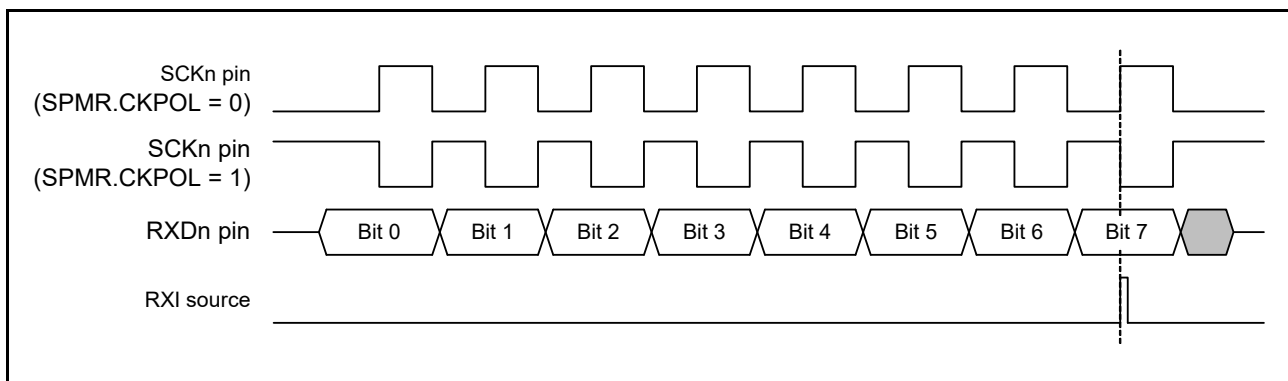 SCKn pin
(SPMR.CKPOL = 0)
SCKn pin
(SPMR.CKPOL = 1)
RXDn pin
Bit 0 Bit 1 Bit 2 Bit 3 Bit 4 Bit 5 Bit 6 Bit 7
RXI source